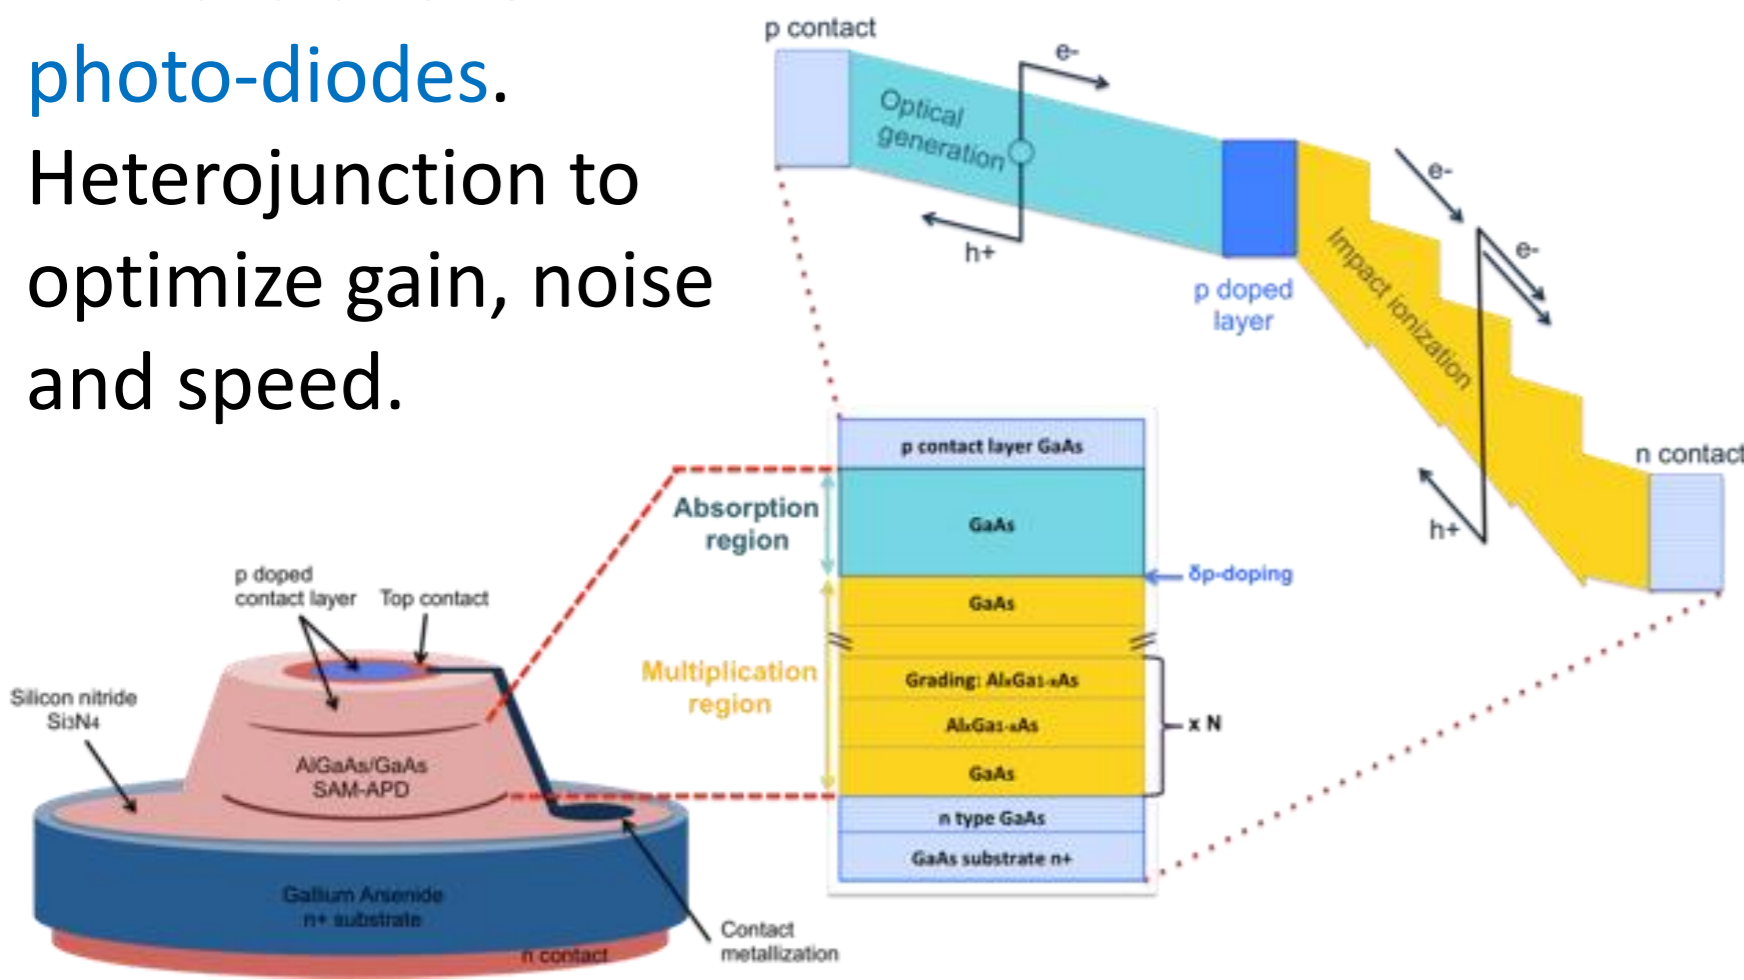 photo-diodes.
Heterojunction to
optimize gain, noise
and speed.
p contact
e-
Optical
generation
h+
p doped
layer
e-
e-
Impact ionization
h+
n contact
p contact layer GaAs
Absorption
region
GaAs
δp-doping
GaAs
Multiplication
region
Grading: AlxGa1-xAs
AlxGa1-xAs
x N
GaAs
n type GaAs
GaAs substrate n+
p doped
contact layer
Top contact
Silicon nitride
Si3N4
AlGaAs/GaAs
SAM-APD
Gallium Arsenide
n+ substrate
n contact
Contact
metallization